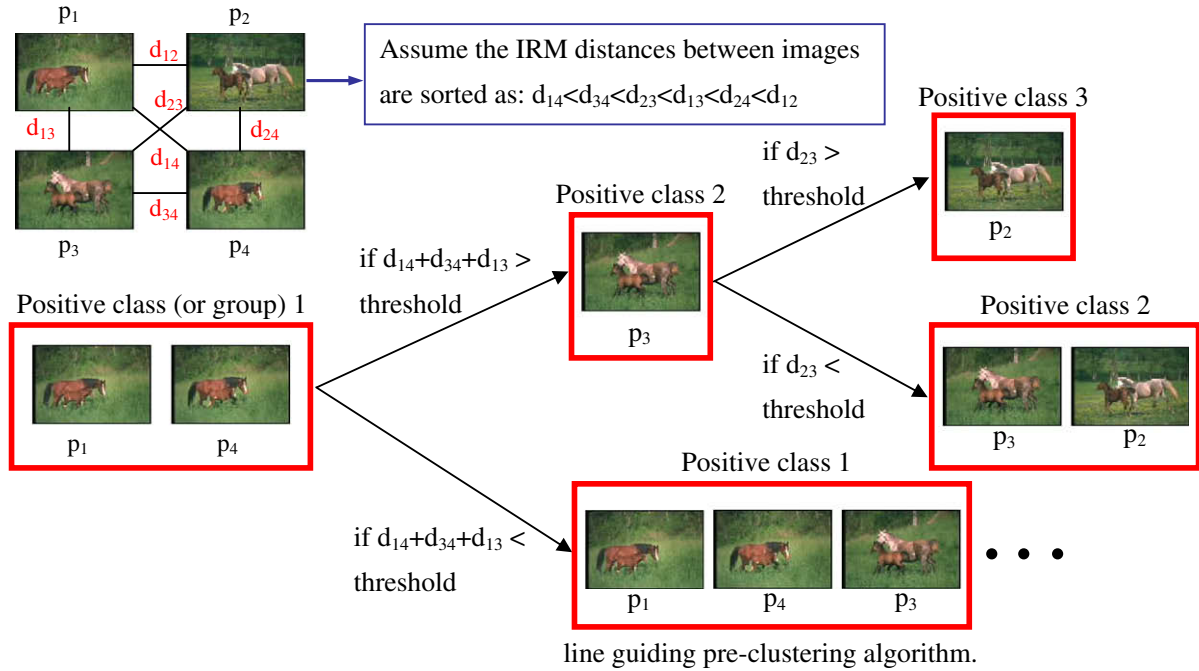 p₁
p₂
d₁₂
d₂₃
d₁₃
d₂₄
d₁₄
d₃₄
p₃
p₄
Assume the IRM distances between images
are sorted as: d₁₄<d₃₄<d₂₃<d₁₃<d₂₄<d₁₂
Positive class 3
if d₂₃ >
threshold
p₂
Positive class 2
if d₁₄+d₃₄+d₁₃ >
threshold
p₃
Positive class (or group) 1
p₁
p₄
Positive class 2
if d₂₃ <
threshold
p₃
p₂
Positive class 1
if d₁₄+d₃₄+d₁₃ <
threshold
p₁
p₄
p₃
• • •
line guiding pre-clustering algorithm.